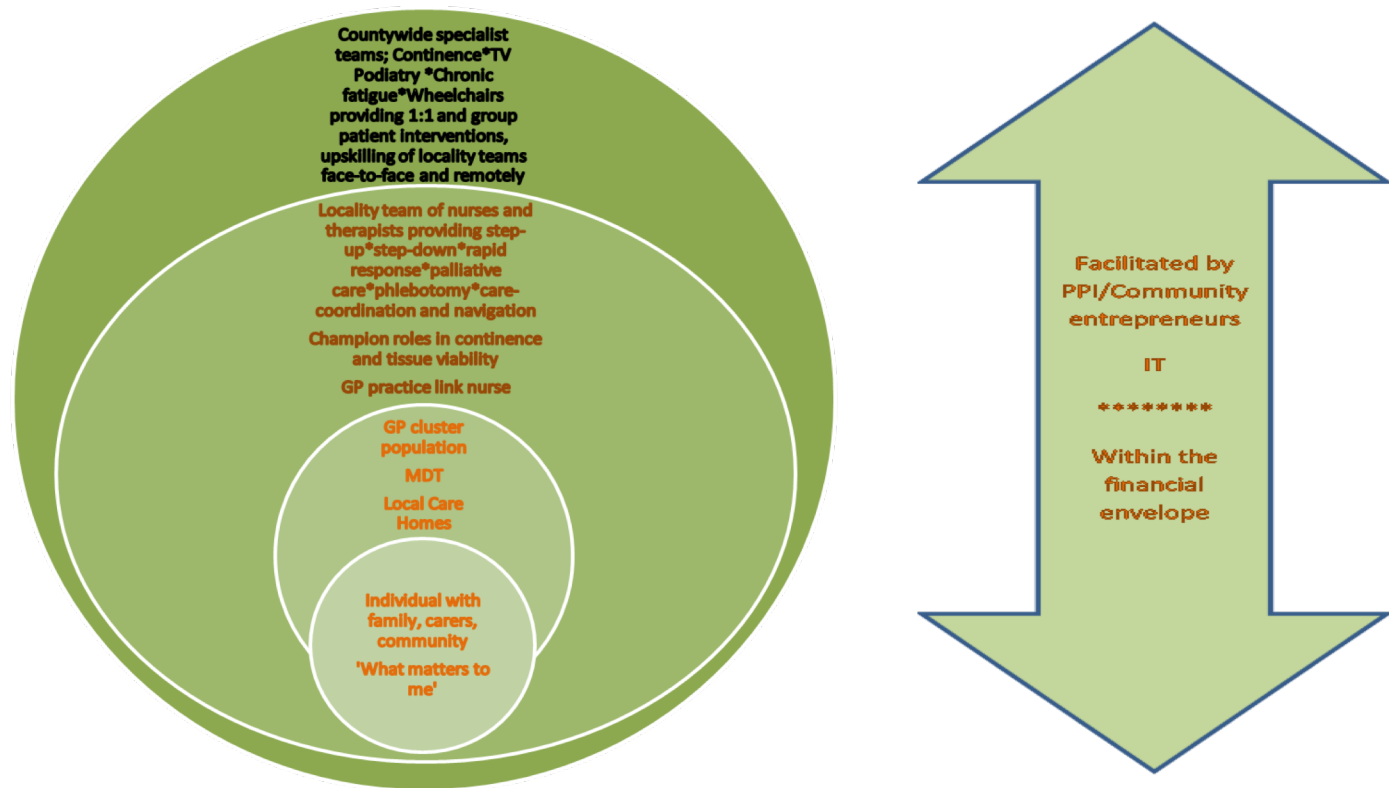 Countywide specialist
teams; Continence*TV
Podiatry *Chronic
fatigue*Wheelchairs
providing 1:1 and group
patient interventions,
upskilling of locality teams
face-to-face and remotely
Locality team of nurses and
therapists providing step-
up*step-down*rapid
response*palliative
care*phlebotomy*care-
coordination and navigation
Champion roles in continence
and tissue viability
GP practice link nurse
GP cluster
population
MDT
Local Care
Homes
Individual with
family, carers,
community
'What matters to
me'
Facilitated by
PPI/Community
entrepreneurs
IT
********
Within the
financial
envelope